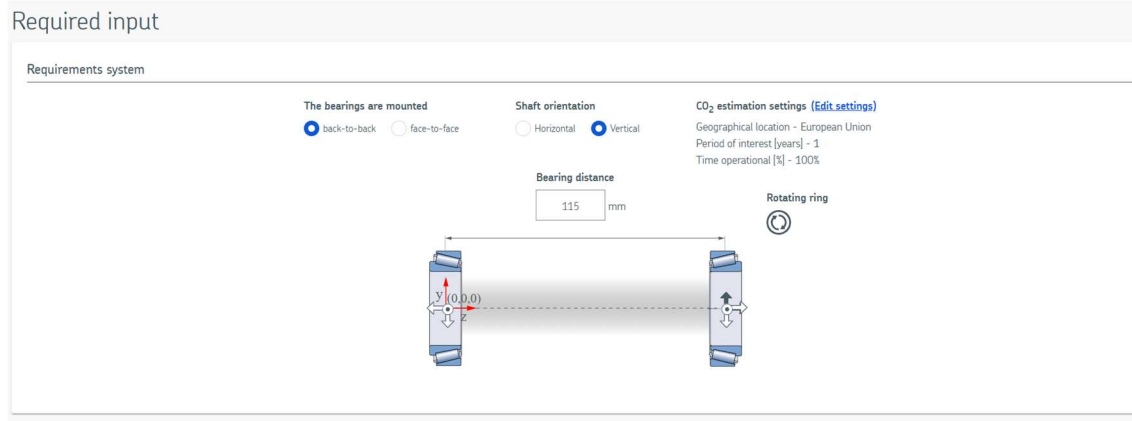 Required input
Requirements system
The bearings are mounted
back-to-back face-to-face
Shaft orientation
Horizontal Vertical
CO₂ estimation settings (Edit settings)
Geographical location - European Union
Period of interest [years] - 1
Time operational [%] - 100%
Bearing distance
115 mm
Rotating ring
y (0,0,0)
z